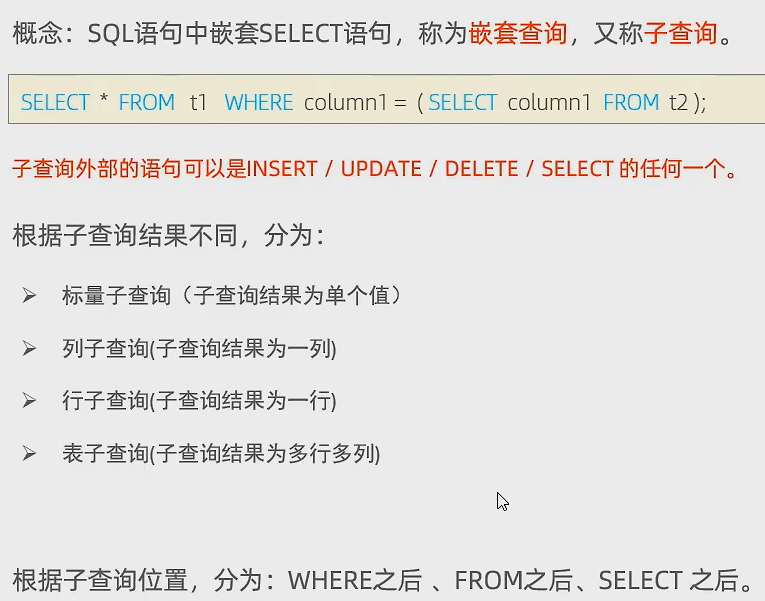 概念：SQL语句中嵌套SELECT语句，称为嵌套查询，又称子查询。
SELECT * FROM t1 WHERE column1 = ( SELECT column1 FROM t2 );
子查询外部的语句可以是INSERT / UPDATE / DELETE / SELECT 的任何一个。
根据子查询结果不同，分为：
➢ 标量子查询（子查询结果为单个值）
➢ 列子查询(子查询结果为一列)
➢ 行子查询(子查询结果为一行)
➢ 表子查询(子查询结果为多行多列)
根据子查询位置，分为：WHERE之后 、FROM之后、SELECT 之后。